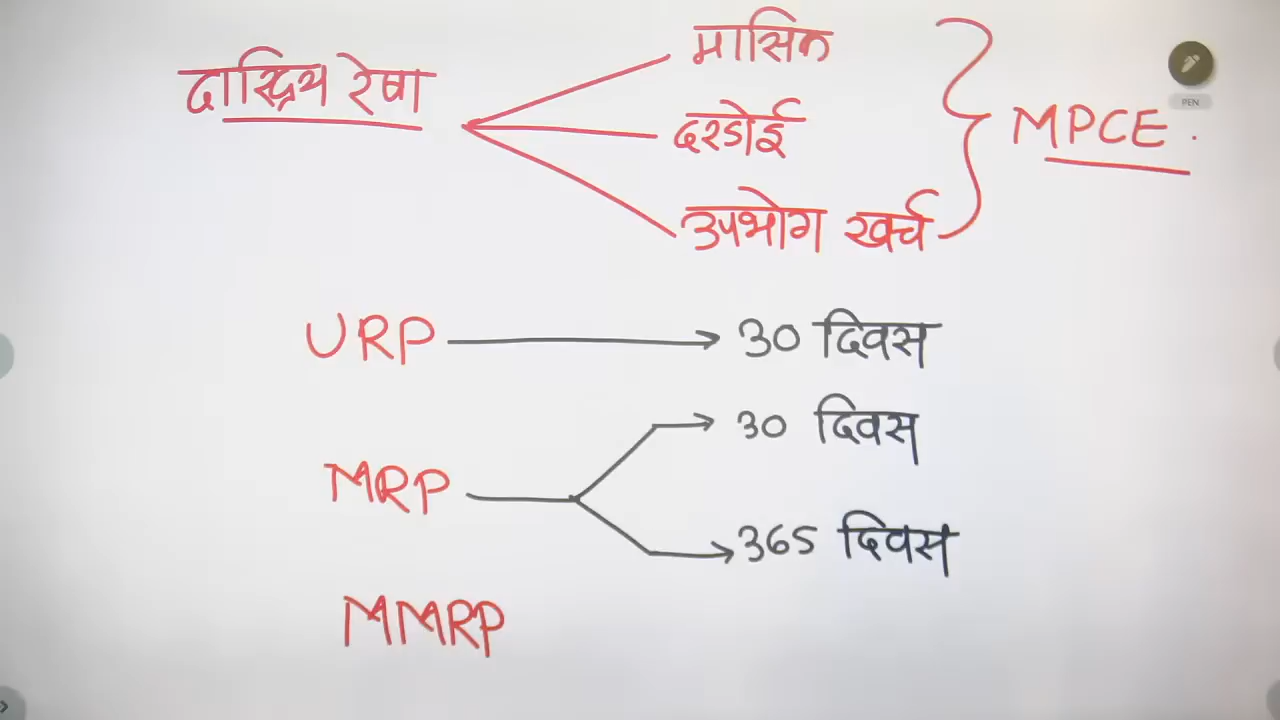 दारिद्रिय रेषा
मासिक
दरडोई
उपभोग खर्च
MPCE.
PEN
URP → 30 दिवस
MRP → 30 दिवस
→ 365 दिवस
MMRP